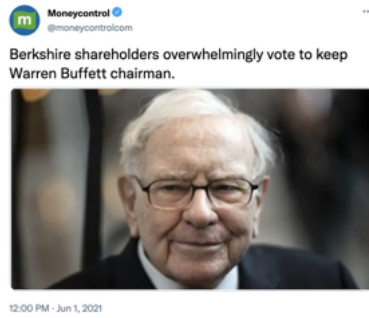 Moneycontrol
@moneycontrolcom
Berkshire shareholders overwhelmingly vote to keep
Warren Buffett chairman.
12:00 PM · Jun 1, 2021